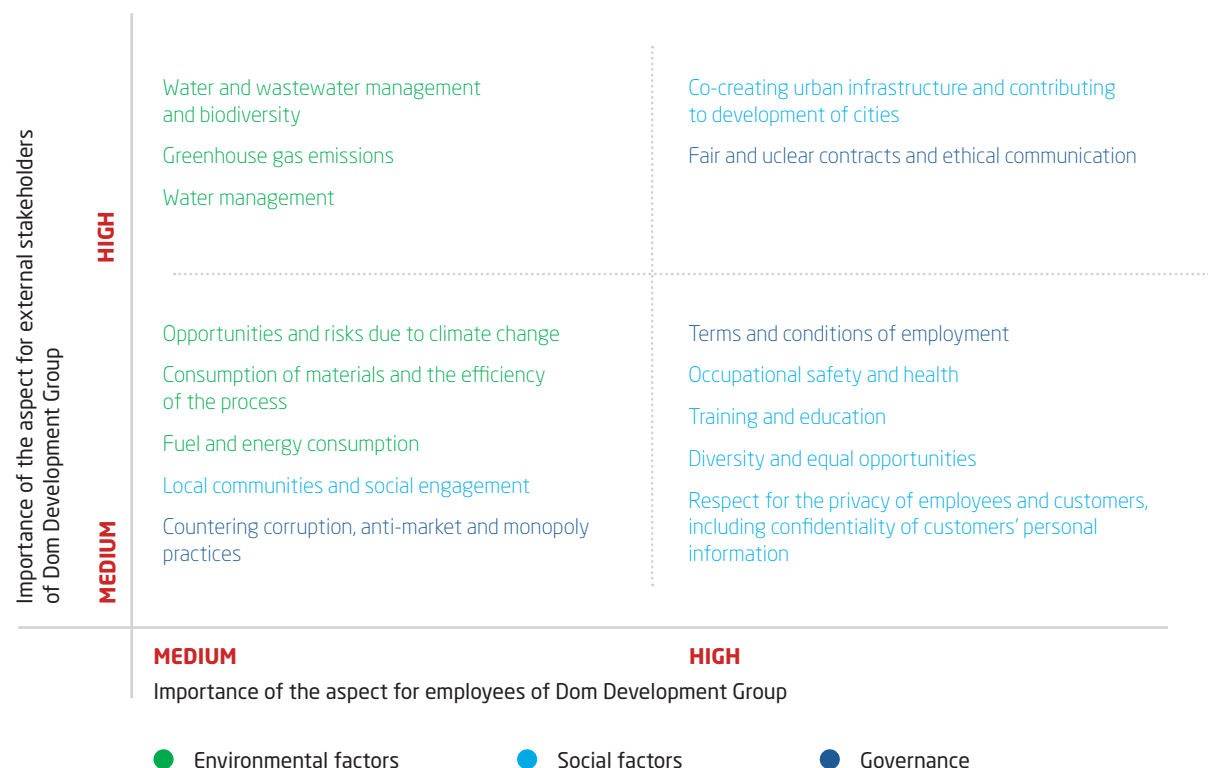 Importance of the aspect for external stakeholders
of Dom Development Group
HIGH
Water and wastewater management
and biodiversity
Greenhouse gas emissions
Water management
Co-creating urban infrastructure and contributing
to development of cities
Fair and uclear contracts and ethical communication
MEDIUM
Opportunities and risks due to climate change
Consumption of materials and the efficiency
of the process
Fuel and energy consumption
Local communities and social engagement
Countering corruption, anti-market and monopoly
practices
Terms and conditions of employment
Occupational safety and health
Training and education
Diversity and equal opportunities
Respect for the privacy of employees and customers,
including confidentiality of customers' personal
information
MEDIUM
HIGH
Importance of the aspect for employees of Dom Development Group
Environmental factors
Social factors
Governance